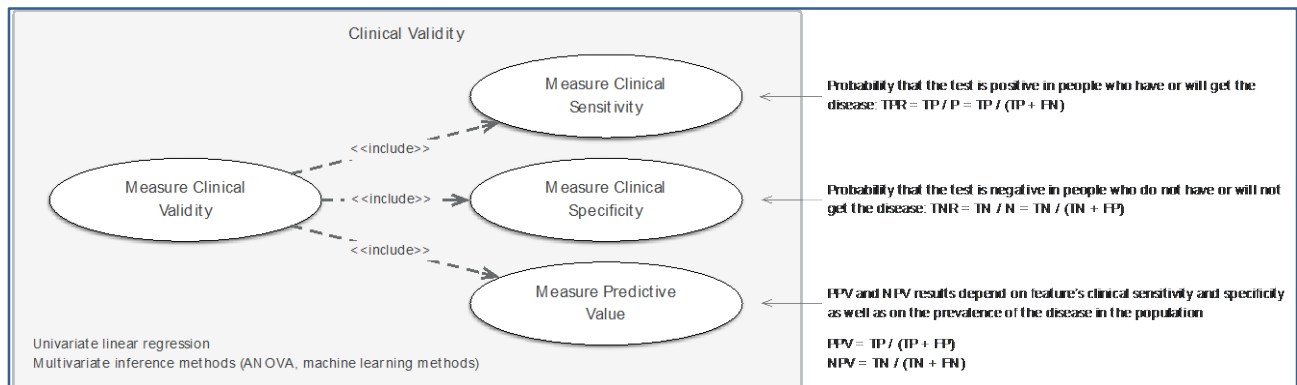 Clinical Validity
Measure Clinical
Sensitivity
Probability that the test is positive in people who have or will get the
disease: TPR = TP / P = TP / (TP + FN)
<<include>>
Measure Clinical
Validity
<<include>>
Measure Clinical
Specificity
Probability that the test is negative in people who do not have or will not
get the disease: TNR = TN / N = TN / (TN + FP)
<<include>>
Measure Predictive
Value
PPV and NPV results depend on feature's clinical sensitivity and specificity
as well as on the prevalence of the disease in the population
PPV = TP / (TP + FP)
NPV = TN / (TN + FN)
Univariate linear regression
Multivariate inference methods (ANOVA, machine learning methods)